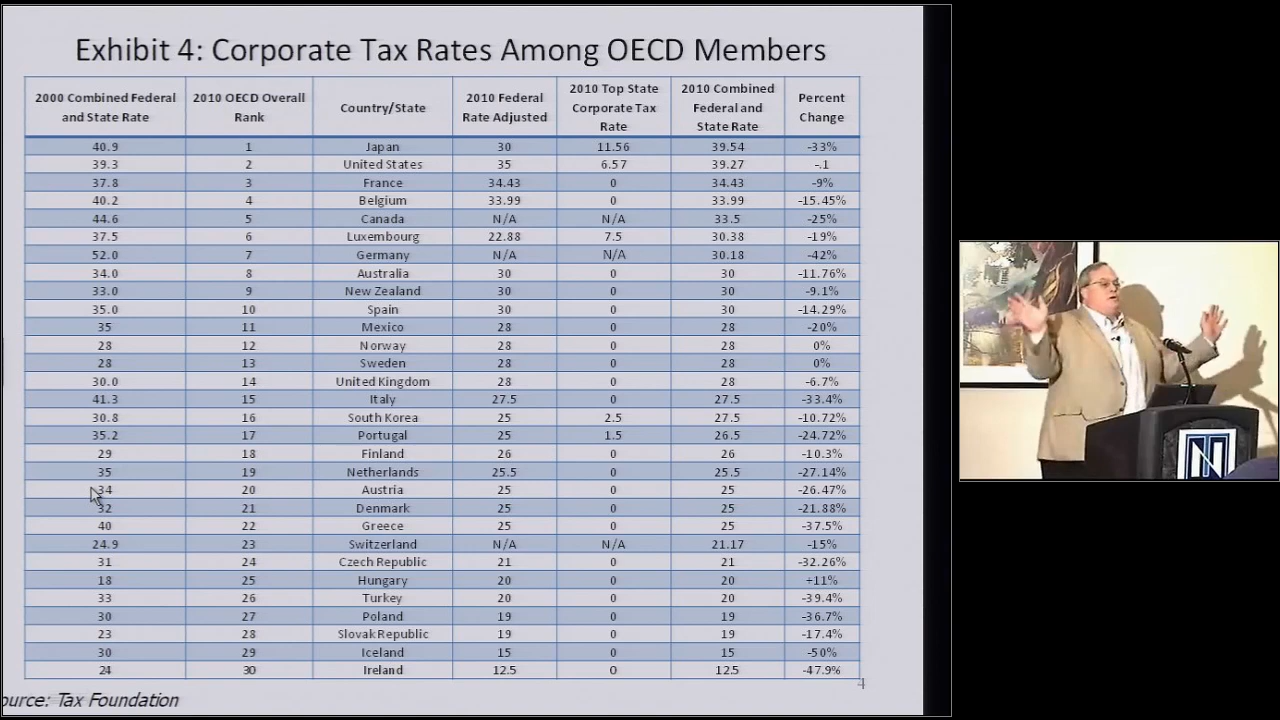 Exhibit 4: Corporate Tax Rates Among OECD Members
2000 Combined Federal and State Rate | 2010 OECD Overall Rank | Country/State | 2010 Federal Rate Adjusted | 2010 Top State Corporate Tax Rate | 2010 Combined Federal and State Rate | Percent Change
40.9 1 Japan 30 11.56 39.54 -33%
39.3 2 United States 35 6.57 39.27 -.1
37.8 3 France 34.43 0 34.43 -9%
40.2 4 Belgium 33.99 0 33.99 -15.45%
44.6 5 Canada N/A N/A 33.5 -25%
37.5 6 Luxembourg 22.88 7.5 30.38 -19%
52.0 7 Germany N/A N/A 30.18 -42%
34.0 8 Australia 30 0 30 -11.76%
33.0 9 New Zealand 30 0 30 -9.1%
35.0 10 Spain 30 0 30 -14.29%
35 11 Mexico 28 0 28 -20%
28 12 Norway 28 0 28 0%
28 13 Sweden 28 0 28 0%
30.0 14 United Kingdom 28 0 28 -6.7%
41.3 15 Italy 27.5 0 27.5 -33.4%
30.8 16 South Korea 25 2.5 27.5 -10.72%
35.2 17 Portugal 25 1.5 26.5 -24.72%
29 18 Finland 26 0 26 -10.3%
35 19 Netherlands 25.5 0 25.5 -27.14%
34 20 Austria 25 0 25 -26.47%
32 21 Denmark 25 0 25 -21.88%
40 22 Greece 25 0 25 -37.5%
24.9 23 Switzerland N/A N/A 21.17 -15%
31 24 Czech Republic 21 0 21 -32.26%
18 25 Hungary 20 0 20 +11%
33 26 Turkey 20 0 20 -39.4%
30 27 Poland 19 0 19 -36.7%
23 28 Slovak Republic 19 0 19 -17.4%
30 29 Iceland 15 0 15 -50%
24 30 Ireland 12.5 0 12.5 -47.9%
4
ource: Tax Foundation
N